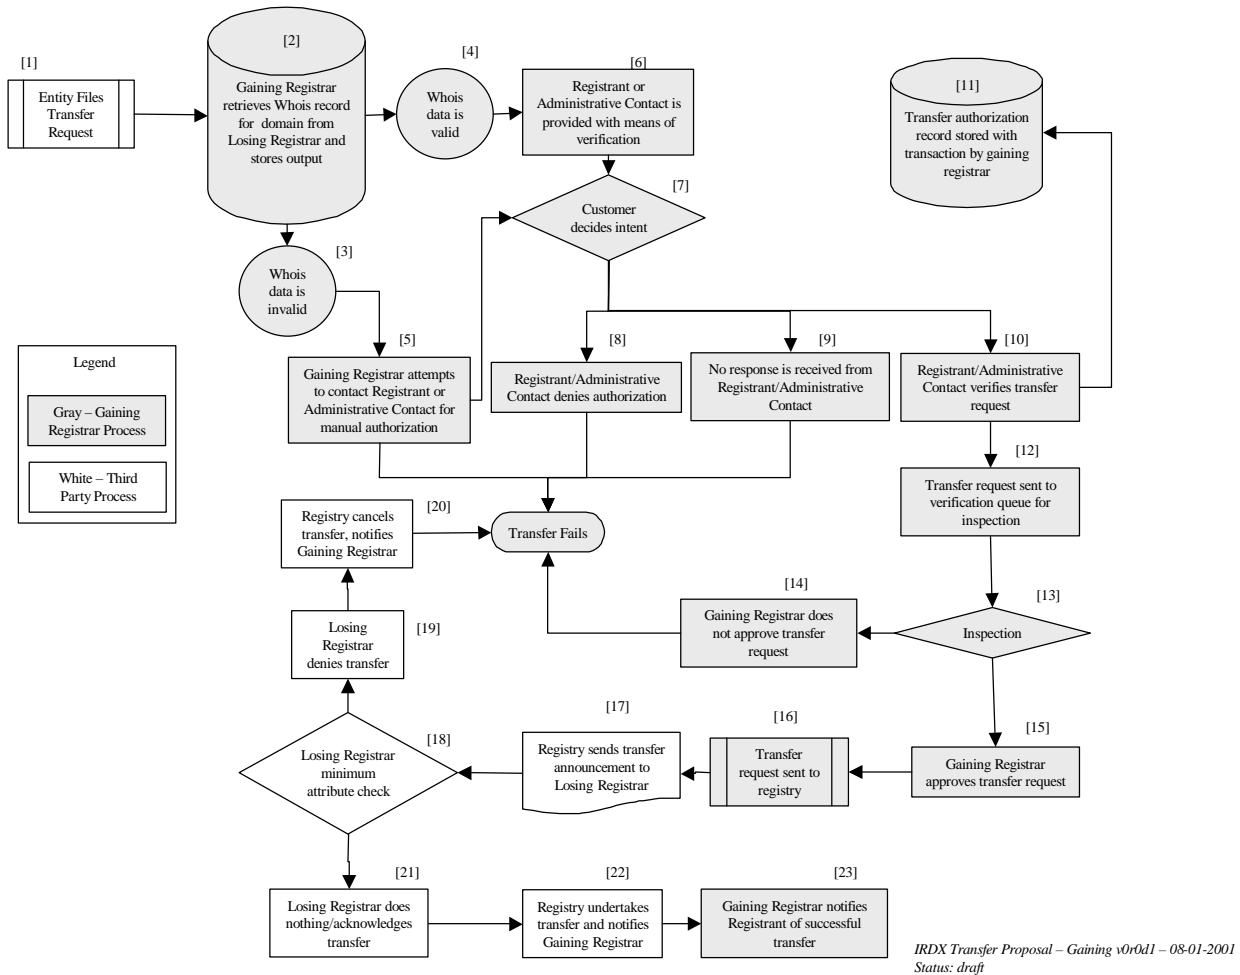 [1]
Entity Files
Transfer
Request
[2]
Gaining Registrar
retrieves Whois record
for domain from
Losing Registrar and
stores output
[4]
Whois
data is
valid
[6]
Registrant or
Administrative Contact is
provided with means of
verification
[11]
Transfer authorization
record stored with
transaction by gaining
registrar
[7]
Customer
decides intent
[3]
Whois
data is
invalid
[5]
Gaining Registrar attempts
to contact Registrant or
Administrative Contact for
manual authorization
[8]
Registrant/Administrative
Contact denies authorization
[9]
No response is received from
Registrant/Administrative
Contact
[10]
Registrant/Administrative
Contact verifies transfer
request
Legend
Gray – Gaining
Registrar Process
White – Third
Party Process
[12]
Transfer request sent to
verification queue for
inspection
[20]
Registry cancels
transfer, notifies
Gaining Registrar
Transfer Fails
[13]
Inspection
[14]
Gaining Registrar does
not approve transfer
request
[19]
Losing
Registrar
denies transfer
[15]
Gaining Registrar
approves transfer request
[16]
Transfer
request sent to
registry
[17]
Registry sends transfer
announcement to
Losing Registrar
[18]
Losing Registrar
minimum
attribute check
[21]
Losing Registrar does
nothing/acknowledges
transfer
[22]
Registry undertakes
transfer and notifies
Gaining Registrar
[23]
Gaining Registrar notifies
Registrant of successful
transfer
IRDX Transfer Proposal – Gaining v0r0d1 – 08-01-2001
Status: draft